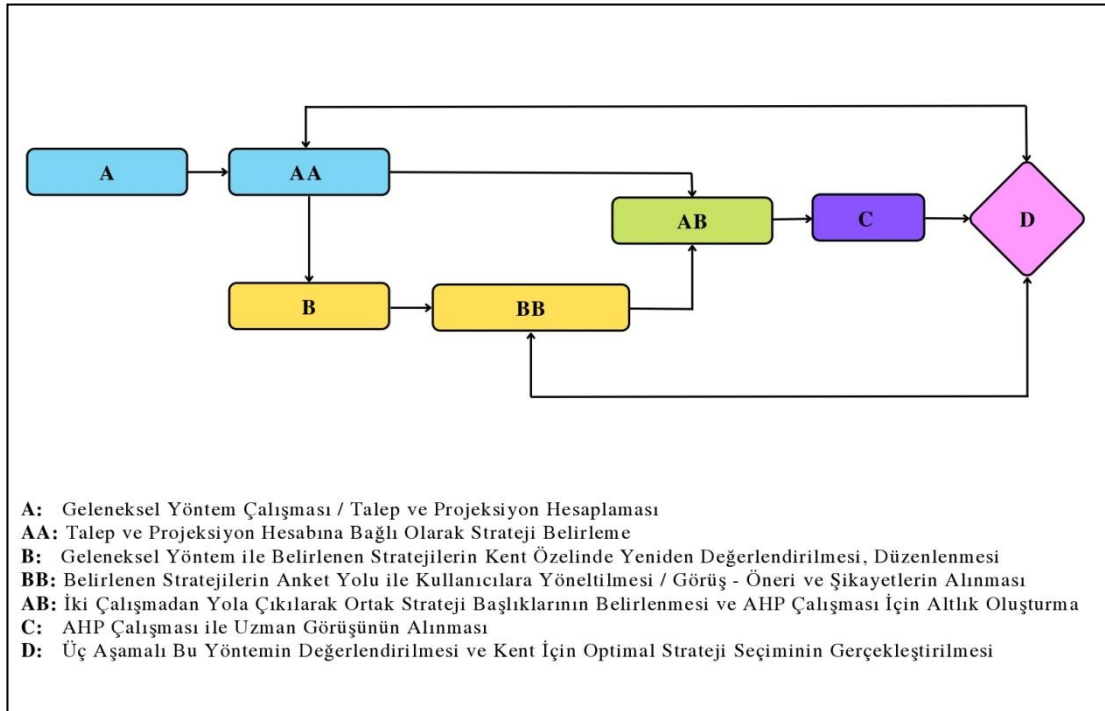 A
AA
AB
C
D
B
BB
A: Geleneksel Yöntem Çalışması / Talep ve Projeksiyon Hesaplaması
AA: Talep ve Projeksiyon Hesabına Bağlı Olarak Strateji Belirleme
B: Geleneksel Yöntem ile Belirlenen Stratejilerin Kent Özelinde Yeniden Değerlendirilmesi, Düzenlenmesi
BB: Belirlenen Stratejilerin Anket Yolu ile Kullanıcılara Yöneltilmesi / Görüş - Öneri ve Şikayetlerin Alınması
AB: İki Çalışmadan Yola Çıkılarak Ortak Strateji Başlıklarının Belirlenmesi ve AHP Çalışması İçin Altlık Oluşturma
C: AHP Çalışması ile Uzman Görüşünün Alınması
D: Üç Aşamalı Bu Yöntemin Değerlendirilmesi ve Kent İçin Optimal Strateji Seçiminin Gerçekleştirilmesi